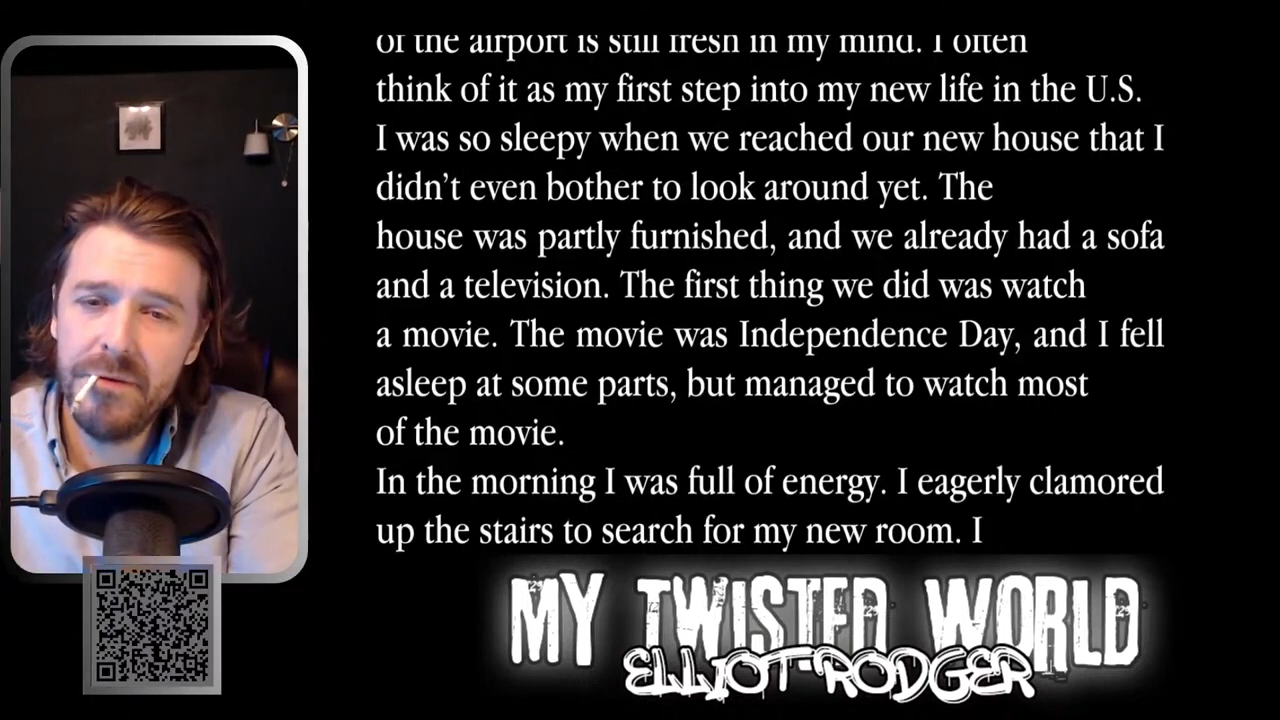 of the airport is still fresh in my mind. I often
think of it as my first step into my new life in the U.S.
I was so sleepy when we reached our new house that I
didn't even bother to look around yet. The
house was partly furnished, and we already had a sofa
and a television. The first thing we did was watch
a movie. The movie was Independence Day, and I fell
asleep at some parts, but managed to watch most
of the movie.
In the morning I was full of energy. I eagerly clamored
up the stairs to search for my new room. I
MY TWISTED WORLD
ELLIOT RODGER